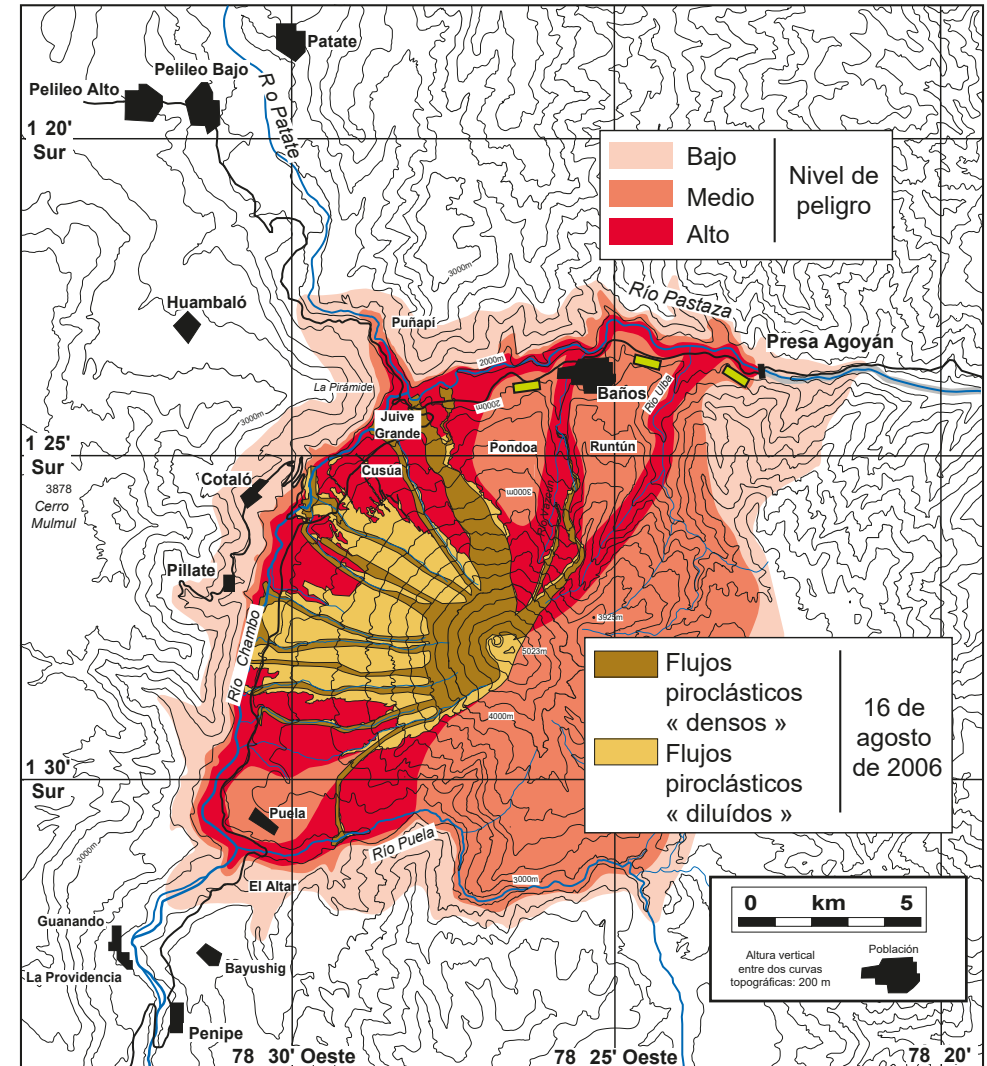 Patate
Pelileo Bajo
Pelileo Alto
R o Patate
1 20'
Sur
Bajo
Medio
Alto
Nivel de
peligro
3000m
Huambaló
Río Pastaza
Puñapí
Presa Agoyán
2000m
La Pirámide
Baños
Río Ulba
2000m
3000m
Juive
Grande
1 25'
Sur
Pondoa
Runtún
Cusúa
Cotaló
3878
Cerro
Mulmul
3000m
Pillate
3925m
5023m
Río Chambo
Flujos
piroclásticos
« densos »
Flujos
piroclásticos
« diluídos »
16 de
agosto
de 2006
4000m
1 30'
Sur
Puela
Río Puela
3000m
3000m
El Altar
Guanando
La Providencia
Bayushig
Penipe
0 km 5
Altura vertical
entre dos curvas
topográficas: 200 m
Población
78 30' Oeste
78 25' Oeste
78 20'